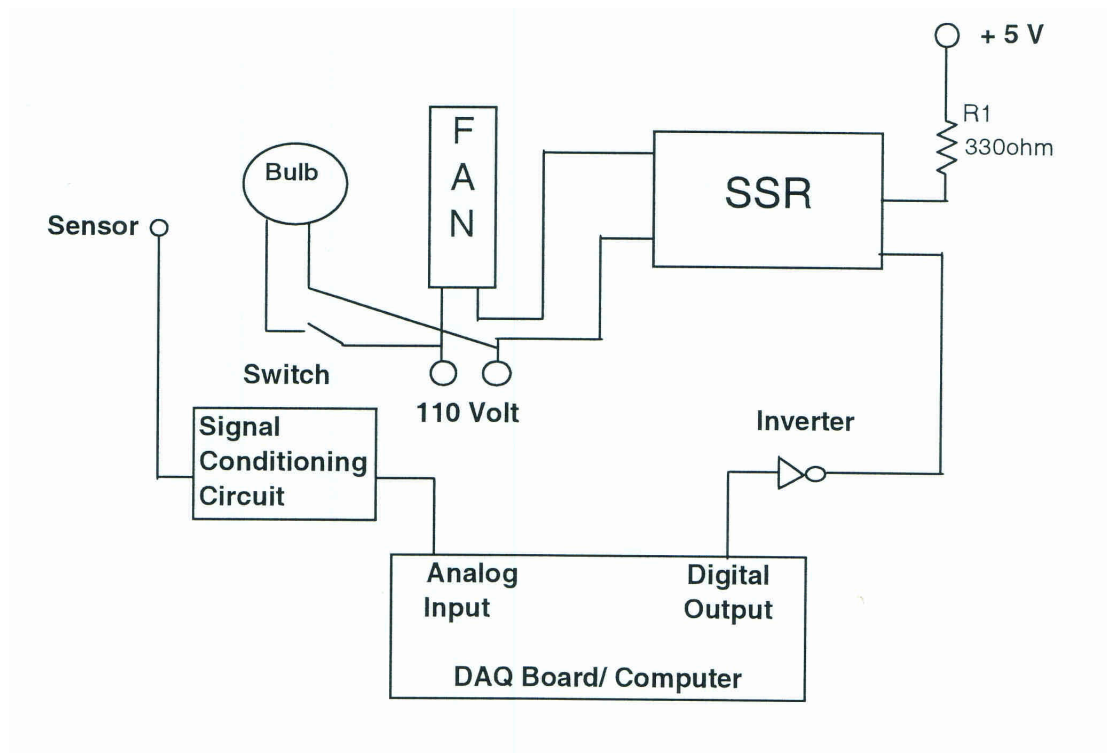 + 5 V
R1
330ohm
F
A
N
Bulb
SSR
Sensor
Switch
110 Volt
Inverter
Signal
Conditioning
Circuit
Analog
Input
Digital
Output
DAQ Board/ Computer